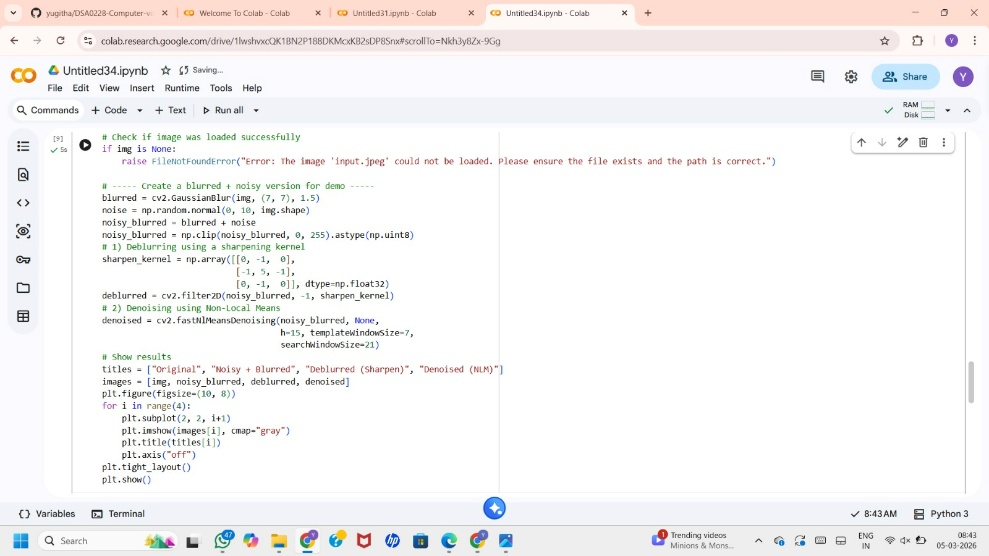 yugitha/DSA0228-Computer-v
Welcome To Colab - Colab
Untitled31.ipynb - Colab
Untitled34.ipynb - Colab
colab.research.google.com/drive/1lwshvxcQK1BN2P188DKMcxKB2sDP8Snx#scrollTo=Nkh3y8Zx-9Gg
Untitled34.ipynb
Saving...
File Edit View Insert Runtime Tools Help
Share
Y
Commands + Code + Text Run all
RAM
Disk
[9]
5s
# Check if image was loaded successfully
if img is None:
    raise FileNotFoundError("Error: The image 'input.jpeg' could not be loaded. Please ensure the file exists and the path is correct.")
# ----- Create a blurred + noisy version for demo -----
blurred = cv2.GaussianBlur(img, (7, 7), 1.5)
noise = np.random.normal(0, 10, img.shape)
noisy_blurred = blurred + noise
noisy_blurred = np.clip(noisy_blurred, 0, 255).astype(np.uint8)
# 1) Deblurring using a sharpening kernel
sharpen_kernel = np.array([[0, -1, 0],
                           [-1, 5, -1],
                           [0, -1, 0]], dtype=np.float32)
deblurred = cv2.filter2D(noisy_blurred, -1, sharpen_kernel)
# 2) Denoising using Non-Local Means
denoised = cv2.fastNlMeansDenoising(noisy_blurred, None,
                                    h=15, templateWindowSize=7,
                                    searchWindowSize=21)
# Show results
titles = ["Original", "Noisy + Blurred", "Deblurred (Sharpen)", "Denoised (NLM)"]
images = [img, noisy_blurred, deblurred, denoised]
plt.figure(figsize=(10, 8))
for i in range(4):
    plt.subplot(2, 2, i+1)
    plt.imshow(images[i], cmap="gray")
    plt.title(titles[i])
    plt.axis("off")
plt.tight_layout()
plt.show()
Variables Terminal
8:43 AM Python 3
Search
47
1
Trending videos
Minions & Mons...
ENG
IN
08:43
05-03-2026